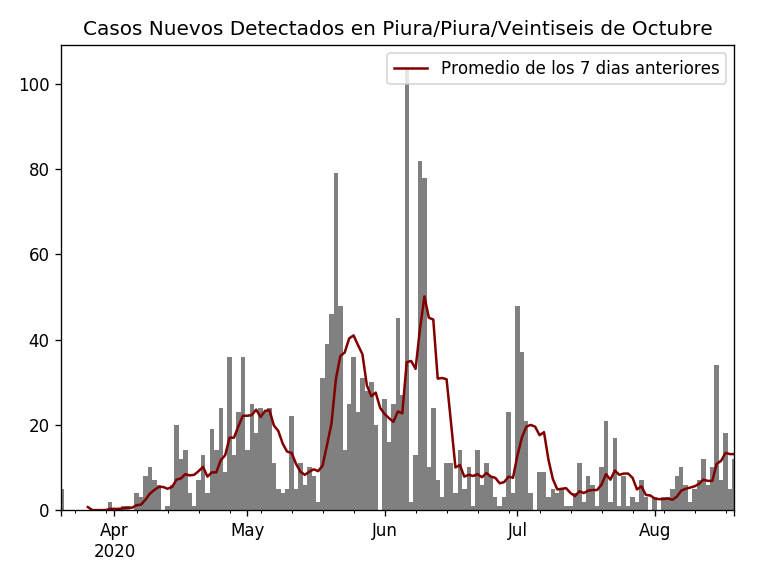 Casos Nuevos Detectados en Piura/Piura/Veintiseis de Octubre
Promedio de los 7 dias anteriores
100
80
60
40
20
0
Apr May Jun Jul Aug
2020